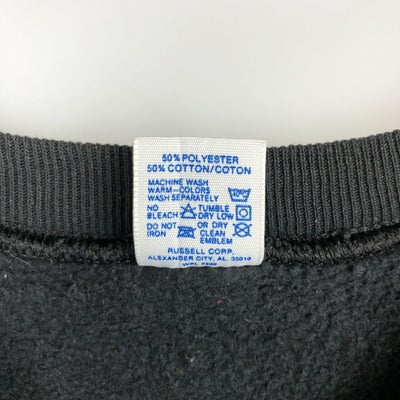 50% POLYESTER
50% COTTON/COTON
MACHINE WASH
WARM-COLORS
WASH SEPARATELY
NO TUMBLE
BLEACH DRY LOW
DO NOT OR DRY
IRON CLEAN
EMBLEM
RUSSELL CORP.
ALEXANDER CITY, AL. 35010
WPL